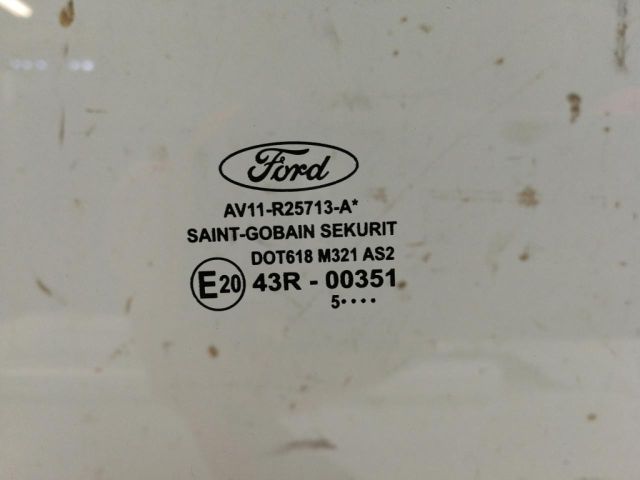 Ford
AV11-R25713-A*
SAINT-GOBAIN SEKURIT
DOT618 M321 AS2
E20 43R - 00351
5••••